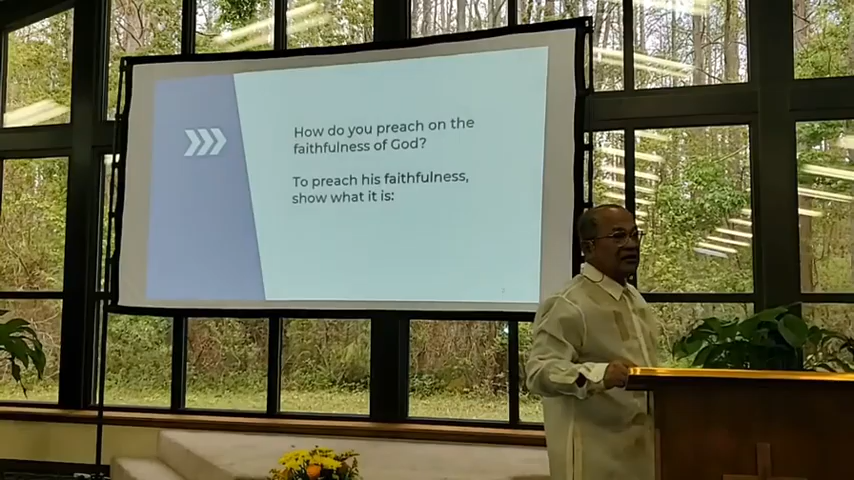 How do you preach on the
faithfulness of God?
To preach his faithfulness,
show what it is: